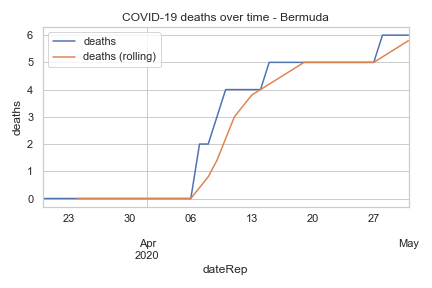 COVID-19 deaths over time - Bermuda
deaths
deaths (rolling)
deaths
6
5
4
3
2
1
0
23 30 06 13 20 27
Apr May
2020
dateRep